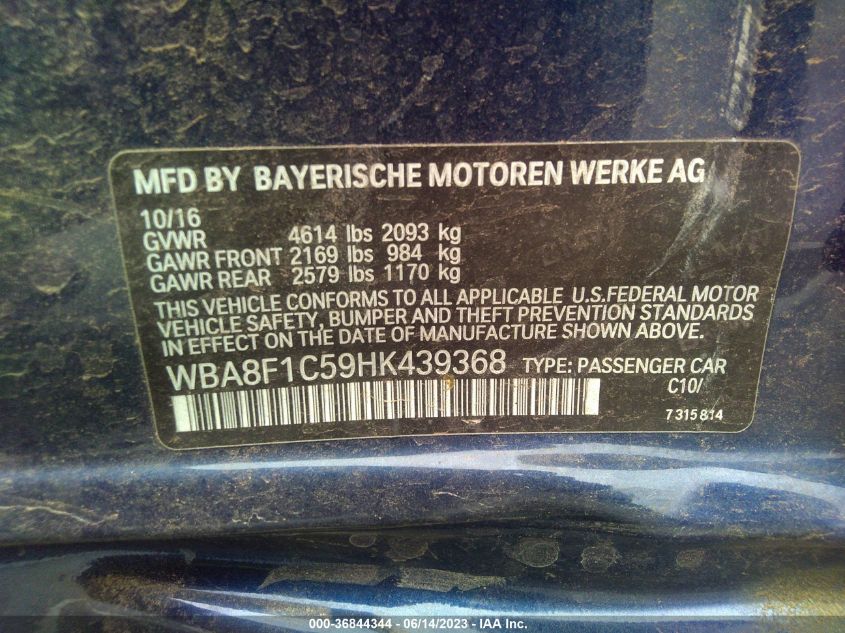 MFD BY BAYERISCHE MOTOREN WERKE AG
10/16
GVWR 4614 lbs 2093 kg
GAWR FRONT 2169 lbs 984 kg
GAWR REAR 2579 lbs 1170 kg
THIS VEHICLE CONFORMS TO ALL APPLICABLE U.S.FEDERAL MOTOR
VEHICLE SAFETY, BUMPER AND THEFT PREVENTION STANDARDS
IN EFFECT ON THE DATE OF MANUFACTURE SHOWN ABOVE.
WBA8F1C59HK439368 TYPE: PASSENGER CAR
C10/
7315814
000-36844344 - 06/14/2023 - IAA Inc.